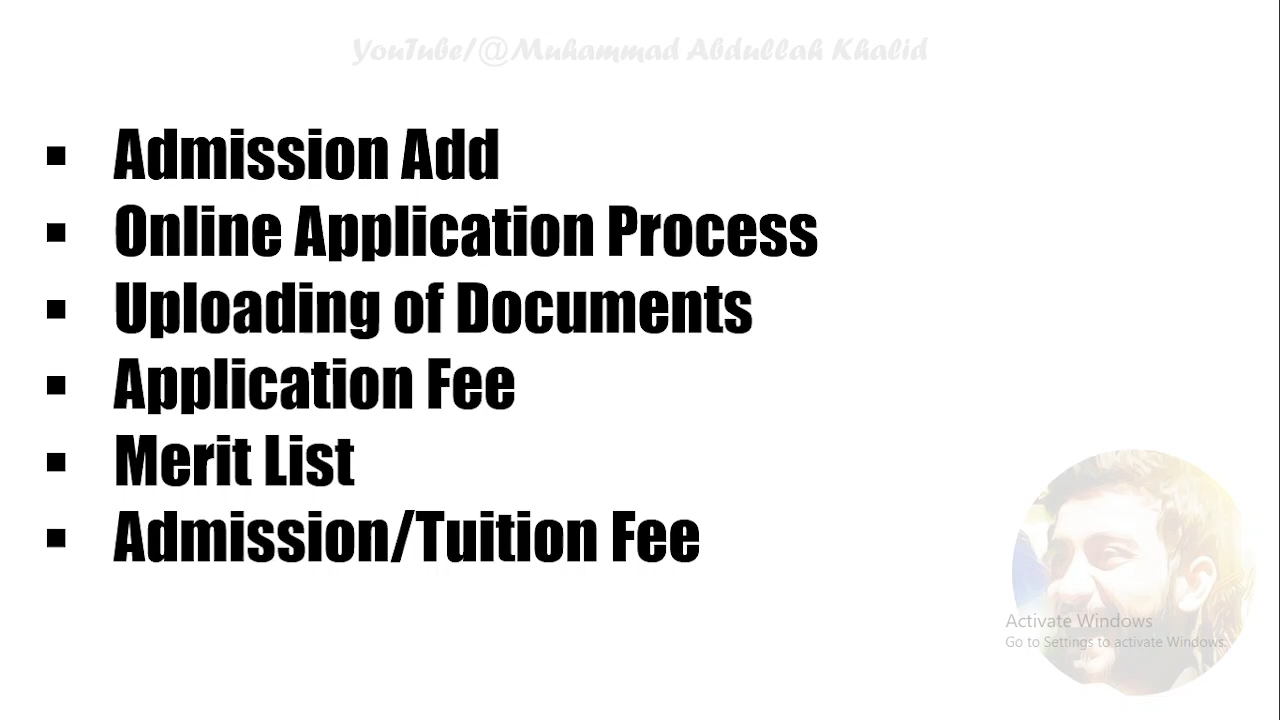 YouTube/@Muhammad Abdullah Khalid
▪ Admission Add
▪ Online Application Process
▪ Uploading of Documents
▪ Application Fee
▪ Merit List
▪ Admission/Tuition Fee
Activate Windows
Go to Settings to activate Windows.